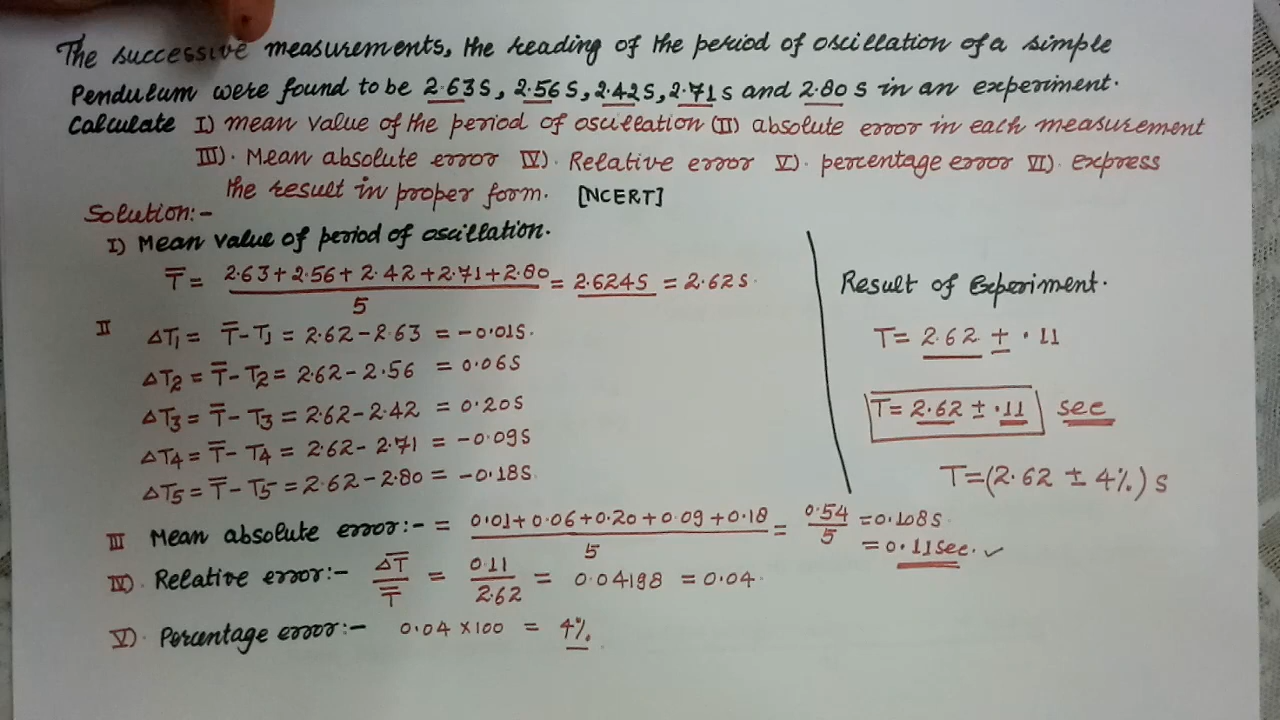 The successive measurements, the reading of the period of oscillation of a simple
Pendulum were found to be 2.63S, 2.56S, 2.42S, 2.71s and 2.80 s in an experiment.
Calculate I) mean value of the period of oscillation (II) absolute error in each measurement
III). Mean absolute error IV). Relative error V). percentage error VI). express
the result in proper form. [NCERT]
Solution:-
I) Mean value of period of oscillation.
T̅ = 2.63+2.56+2.42+2.71+2.80 / 5 = 2.624S = 2.62s.
II ΔT₁ = T̅-T₁ = 2.62-2.63 = -0.01s.
ΔT2 = T̅-T2 = 2.62-2.56 = 0.06s
ΔT3 = T̅-T3 = 2.62-2.42 = 0.20s
ΔT4 = T̅-T4 = 2.62-2.71 = -0.09s
ΔT5 = T̅-T5 = 2.62-2.80 = -0.18s.
Result of Experiment.
T = 2.62 ± .11
T = 2.62 ± .11 sec
T = (2.62 ± 4%) s
III Mean absolute error:- = 0.01+0.06+0.20+0.09+0.18 / 5 = 0.54/5 = 0.108s
= 0.11sec. ✓
IV). Relative error:- ΔT̅/T̅ = 0.11/2.62 = 0.04198 = 0.04.
V). Percentage error:- 0.04 x100 = 4%.